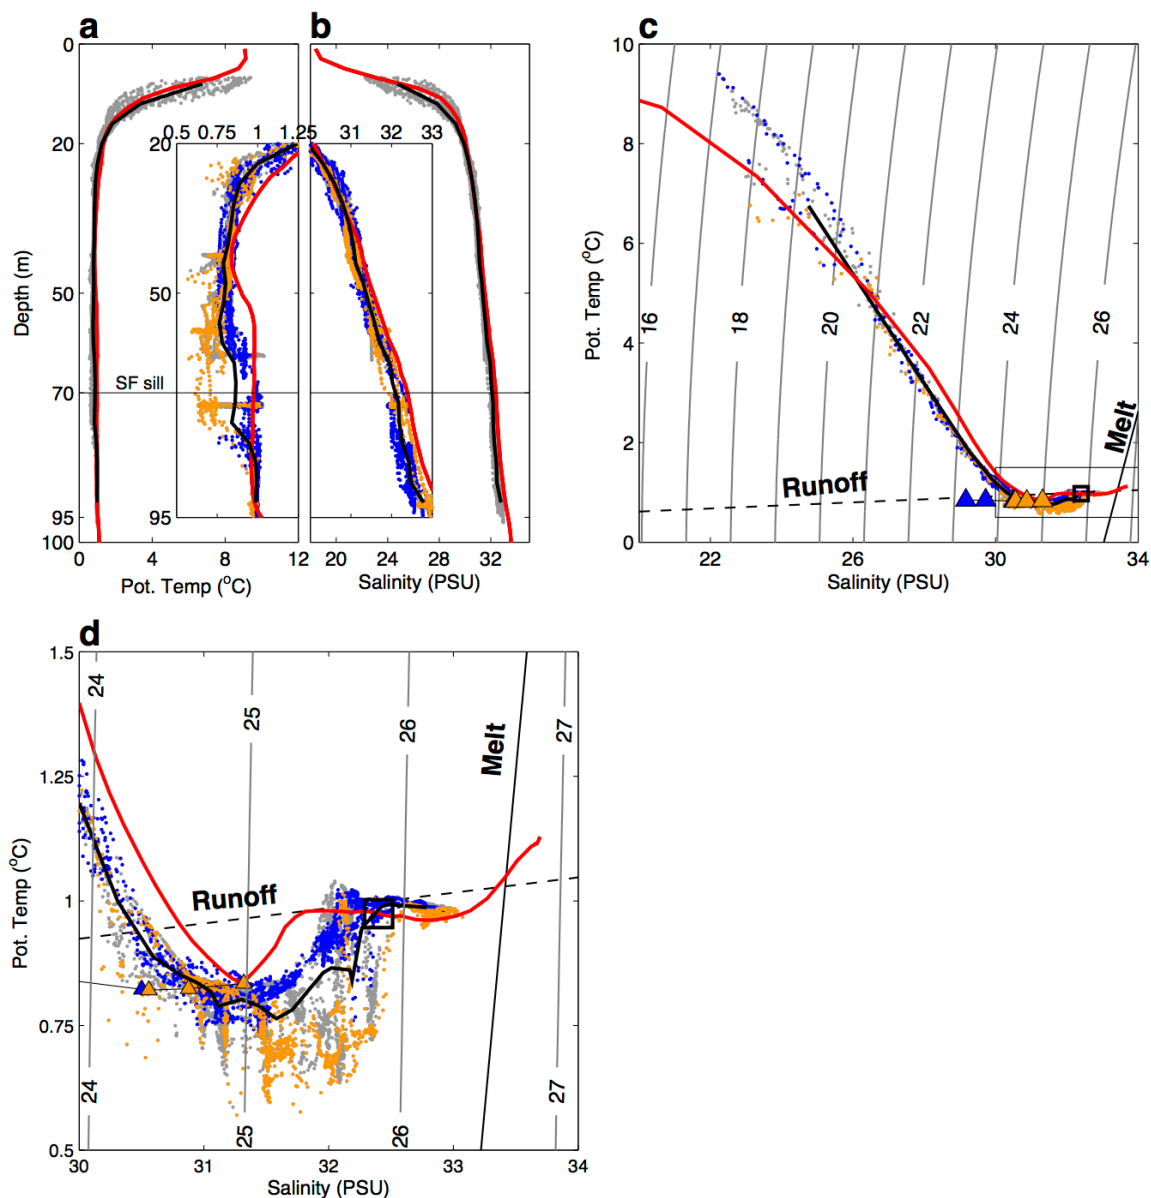 a
b
c
0
20
50
70
95
100
Depth (m)
0.5 0.75 1 1.25
31 32 33
20
50
SF sill
70
95
0 4 8 12
Pot. Temp (°C)
20 24 28 32
Salinity (PSU)
10
8
6
4
2
0
Pot. Temp (°C)
16 18 20 22 24 26
Runoff
Melt
22 26 30 34
Salinity (PSU)
d
1.5
1.25
1
0.75
0.5
Pot. Temp (°C)
24 25 26 27
Melt
Runoff
24 25 26 27
30 31 32 33 34
Salinity (PSU)